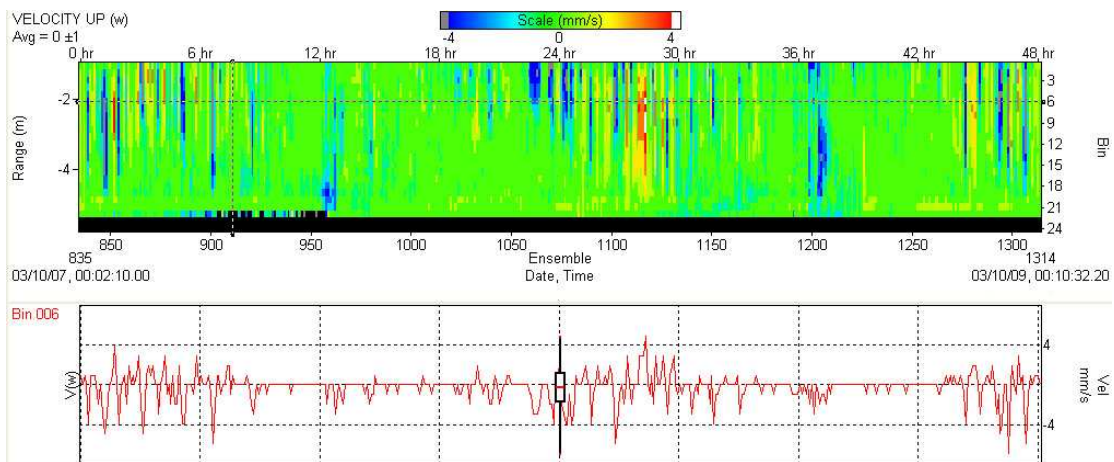 VELOCITY UP (w)
Avg = 0 ±1
Scale (mm/s)
-4 0 4
0 hr 6 hr 12 hr 18 hr 24 hr 30 hr 36 hr 42 hr 48 hr
Range (m)
-2
-4
Bin
3
6
9
12
15
18
21
24
850 900 950 1000 1050 1100 1150 1200 1250 1300
835 Ensemble 1314
03/10/07, 00:02:10.00 Date, Time 03/10/09, 00:10:32.20
Bin 006
V(w)
4
-4
Vel
mm/s